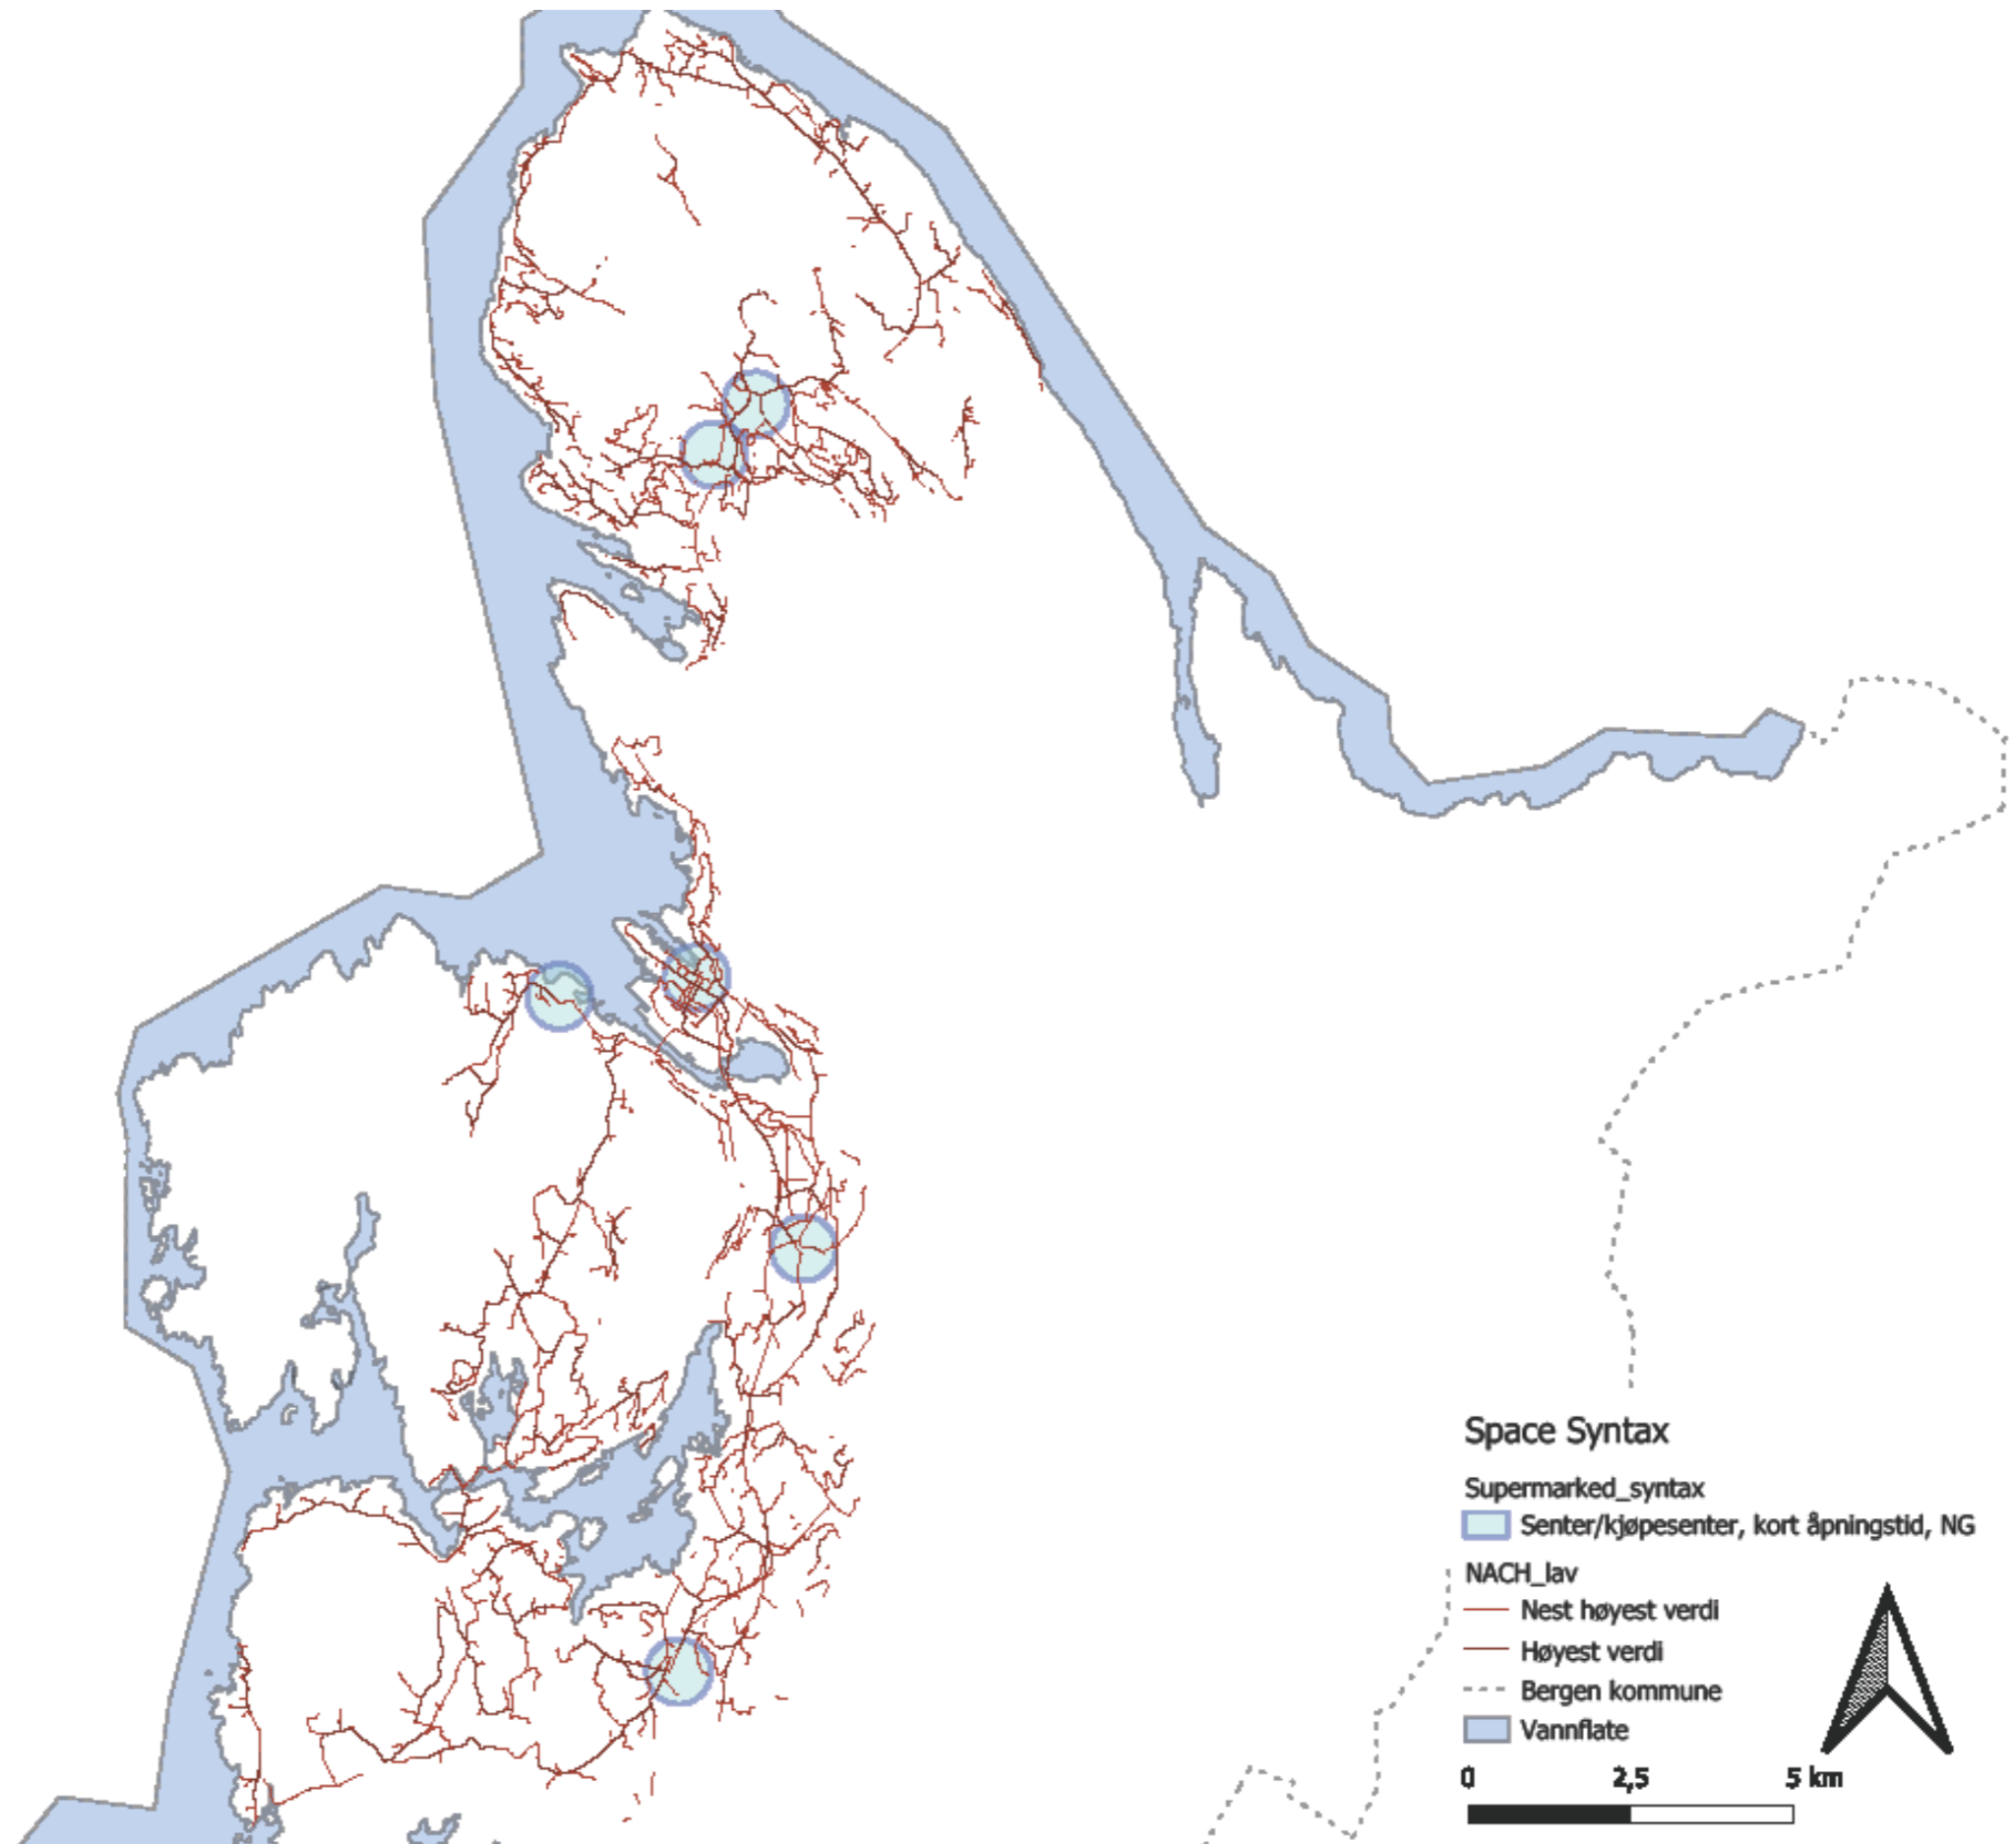 Space Syntax
Supermarked_syntax
Senter/kjøpesenter, kort åpningstid, NG
NACH_lav
Nest høyest verdi
Høyest verdi
Bergen kommune
Vannflate
0 2,5 5 km